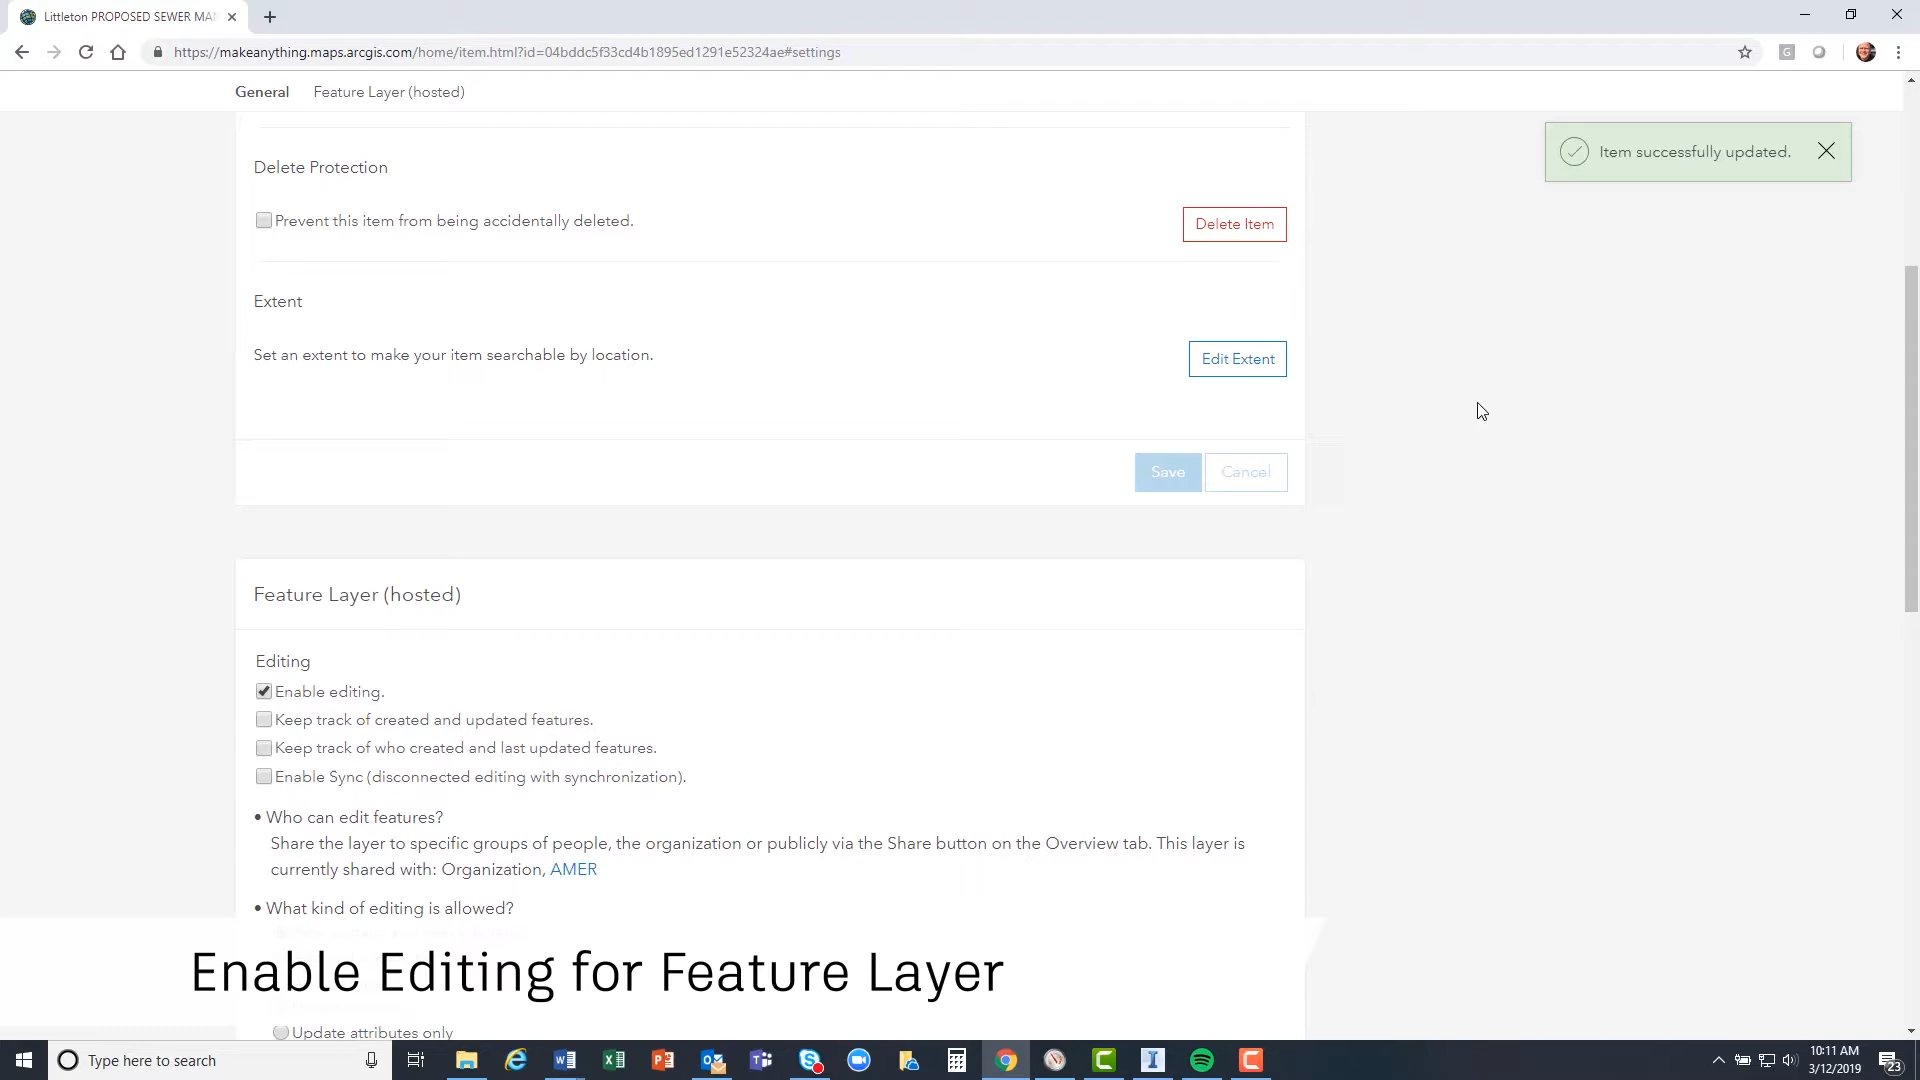 Littleton PROPOSED SEWER MAN
https://makeanything.maps.arcgis.com/home/item.html?id=04bddc5f33cd4b1895ed1291e52324ae#settings
General
Feature Layer (hosted)
Item successfully updated.
Delete Protection
Prevent this item from being accidentally deleted.
Delete Item
Extent
Set an extent to make your item searchable by location.
Edit Extent
Save
Cancel
Feature Layer (hosted)
Editing
Enable editing.
Keep track of created and updated features.
Keep track of who created and last updated features.
Enable Sync (disconnected editing with synchronization).
• Who can edit features?
Share the layer to specific groups of people, the organization or publicly via the Share button on the Overview tab. This layer is
currently shared with: Organization, AMER
• What kind of editing is allowed?
Enable Editing for Feature Layer
Update attributes only
Type here to search
10:11 AM
3/12/2019
23